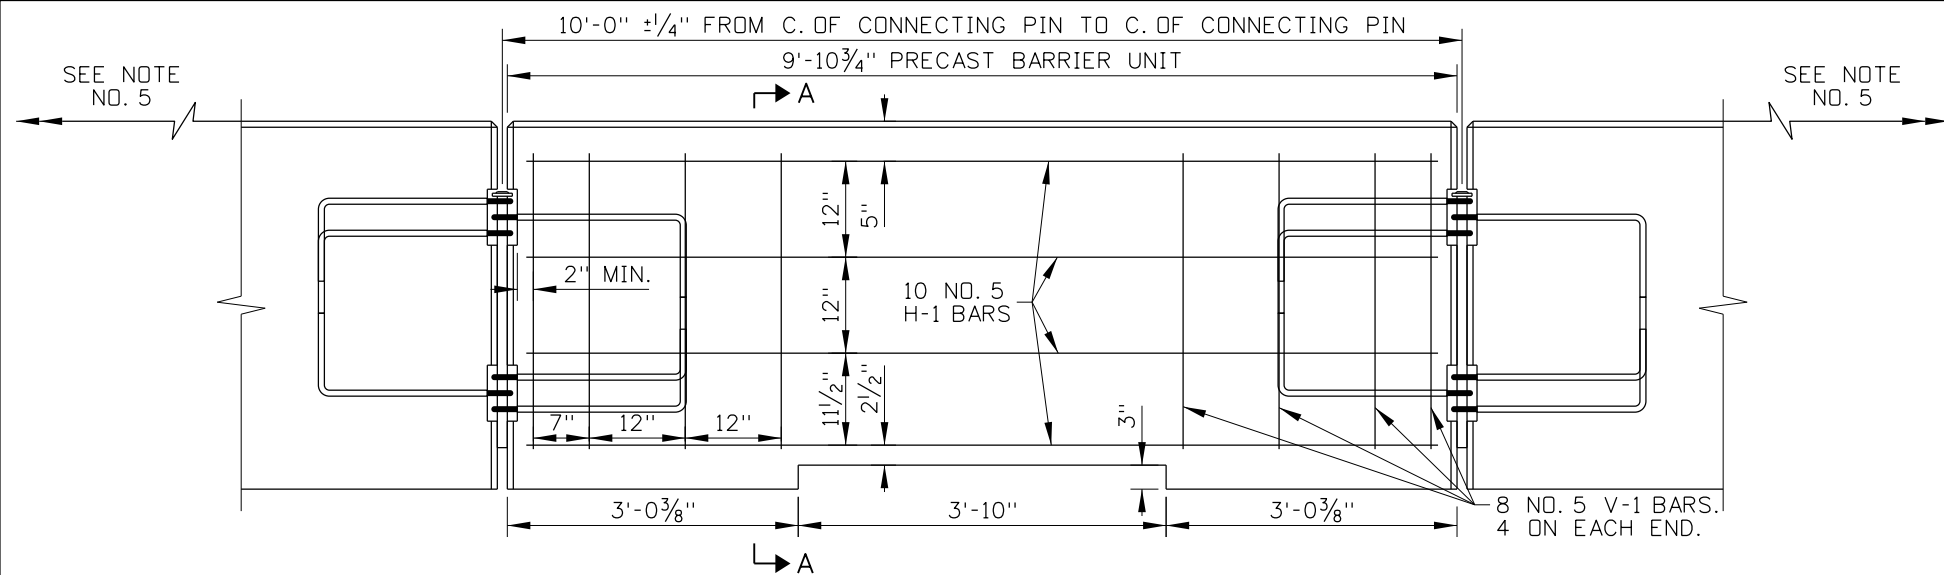 10'-0" ±1/4" FROM C. OF CONNECTING PIN TO C. OF CONNECTING PIN
9'-10 3/4" PRECAST BARRIER UNIT
SEE NOTE
NO. 5
SEE NOTE
NO. 5
A
12"
5"
2" MIN.
12"
10 NO. 5
H-1 BARS
11 1/2"
2 1/2"
3"
7"
12"
12"
3'-0 3/8"
3'-10"
3'-0 3/8"
8 NO. 5 V-1 BARS.
4 ON EACH END.
A